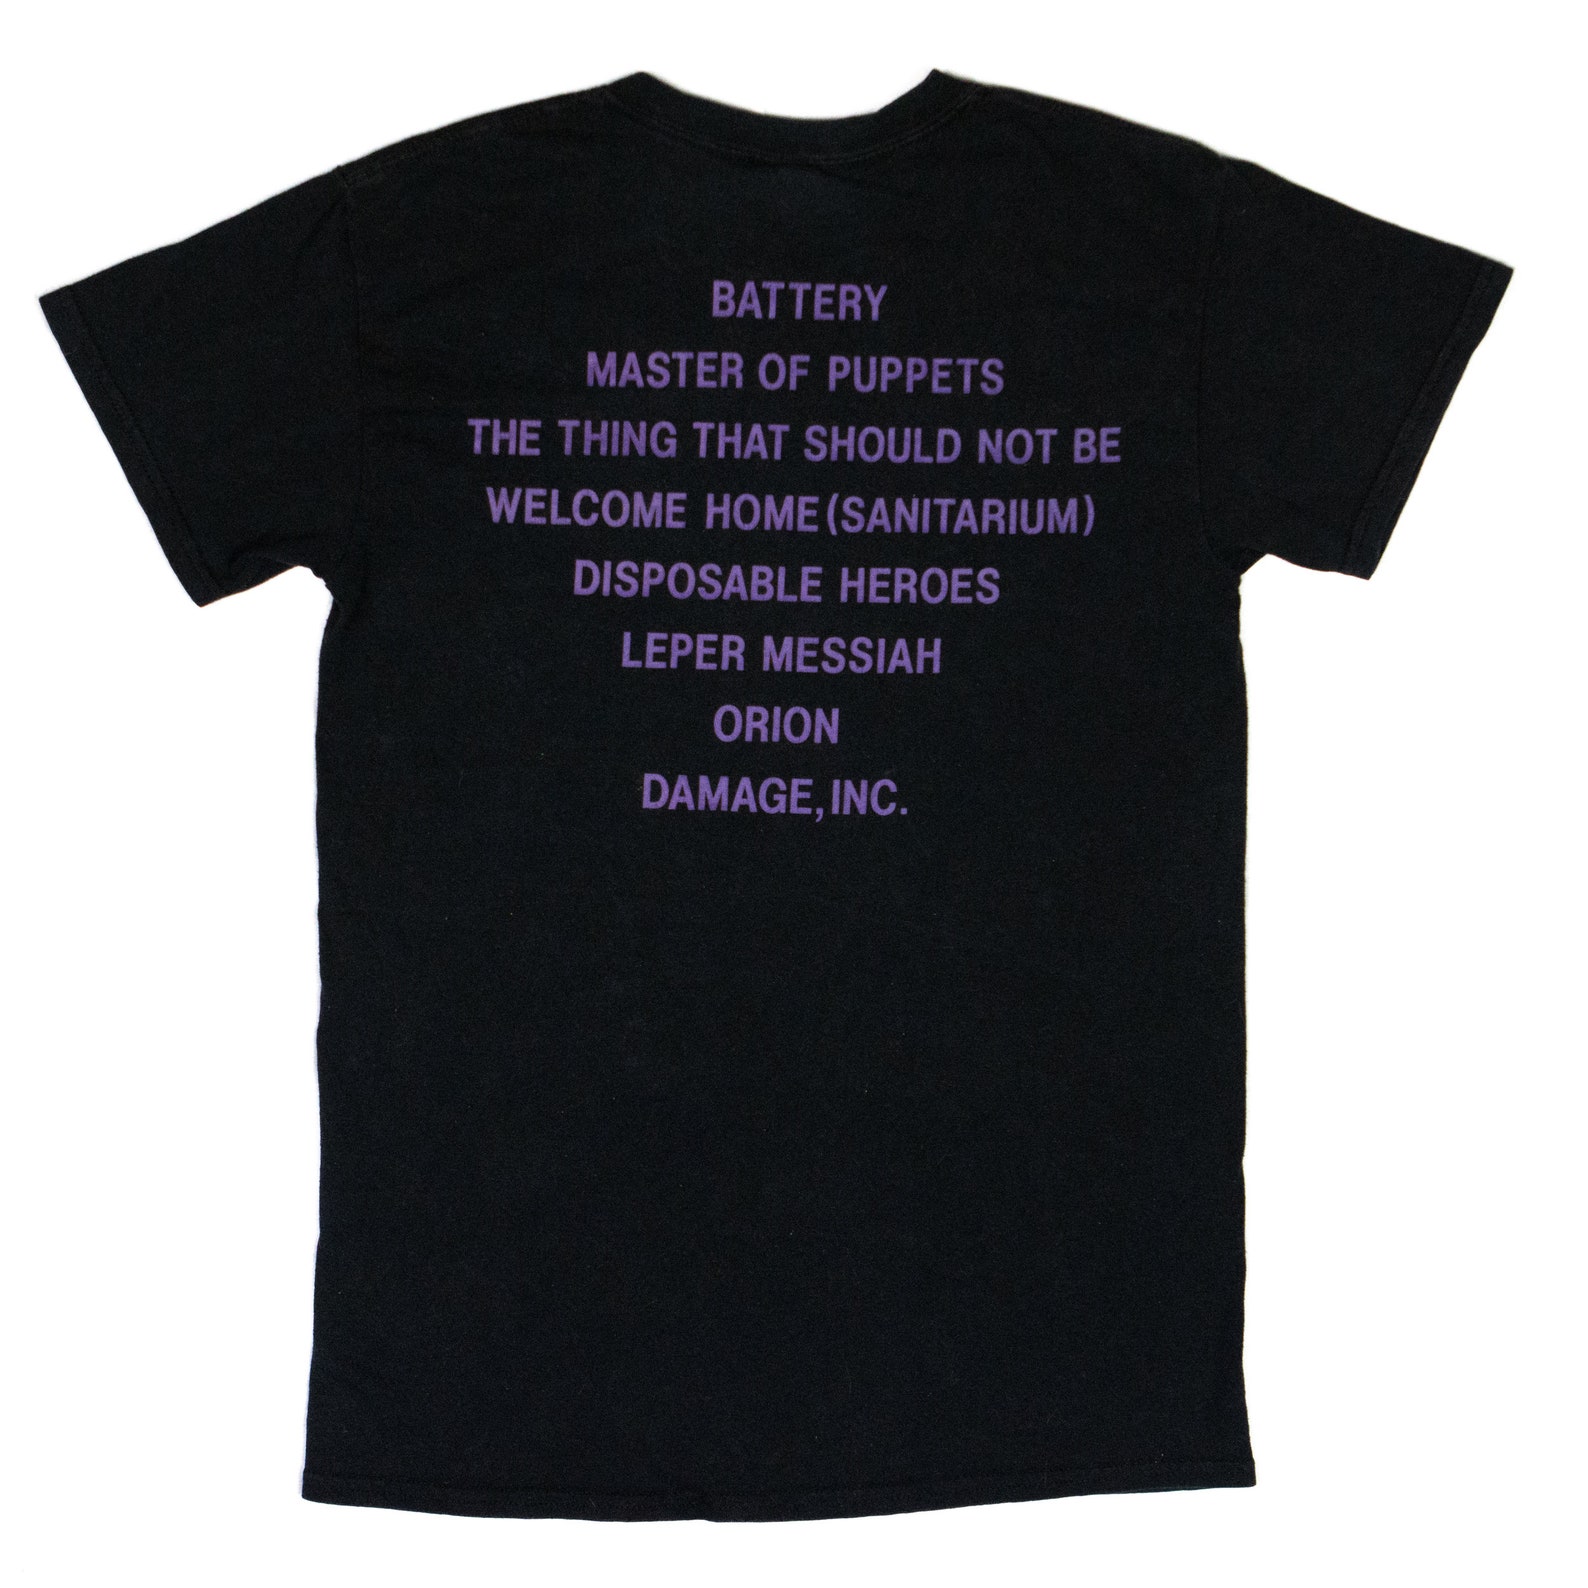 BATTERY
MASTER OF PUPPETS
THE THING THAT SHOULD NOT BE
WELCOME HOME (SANITARIUM)
DISPOSABLE HEROES
LEPER MESSIAH
ORION
DAMAGE, INC.